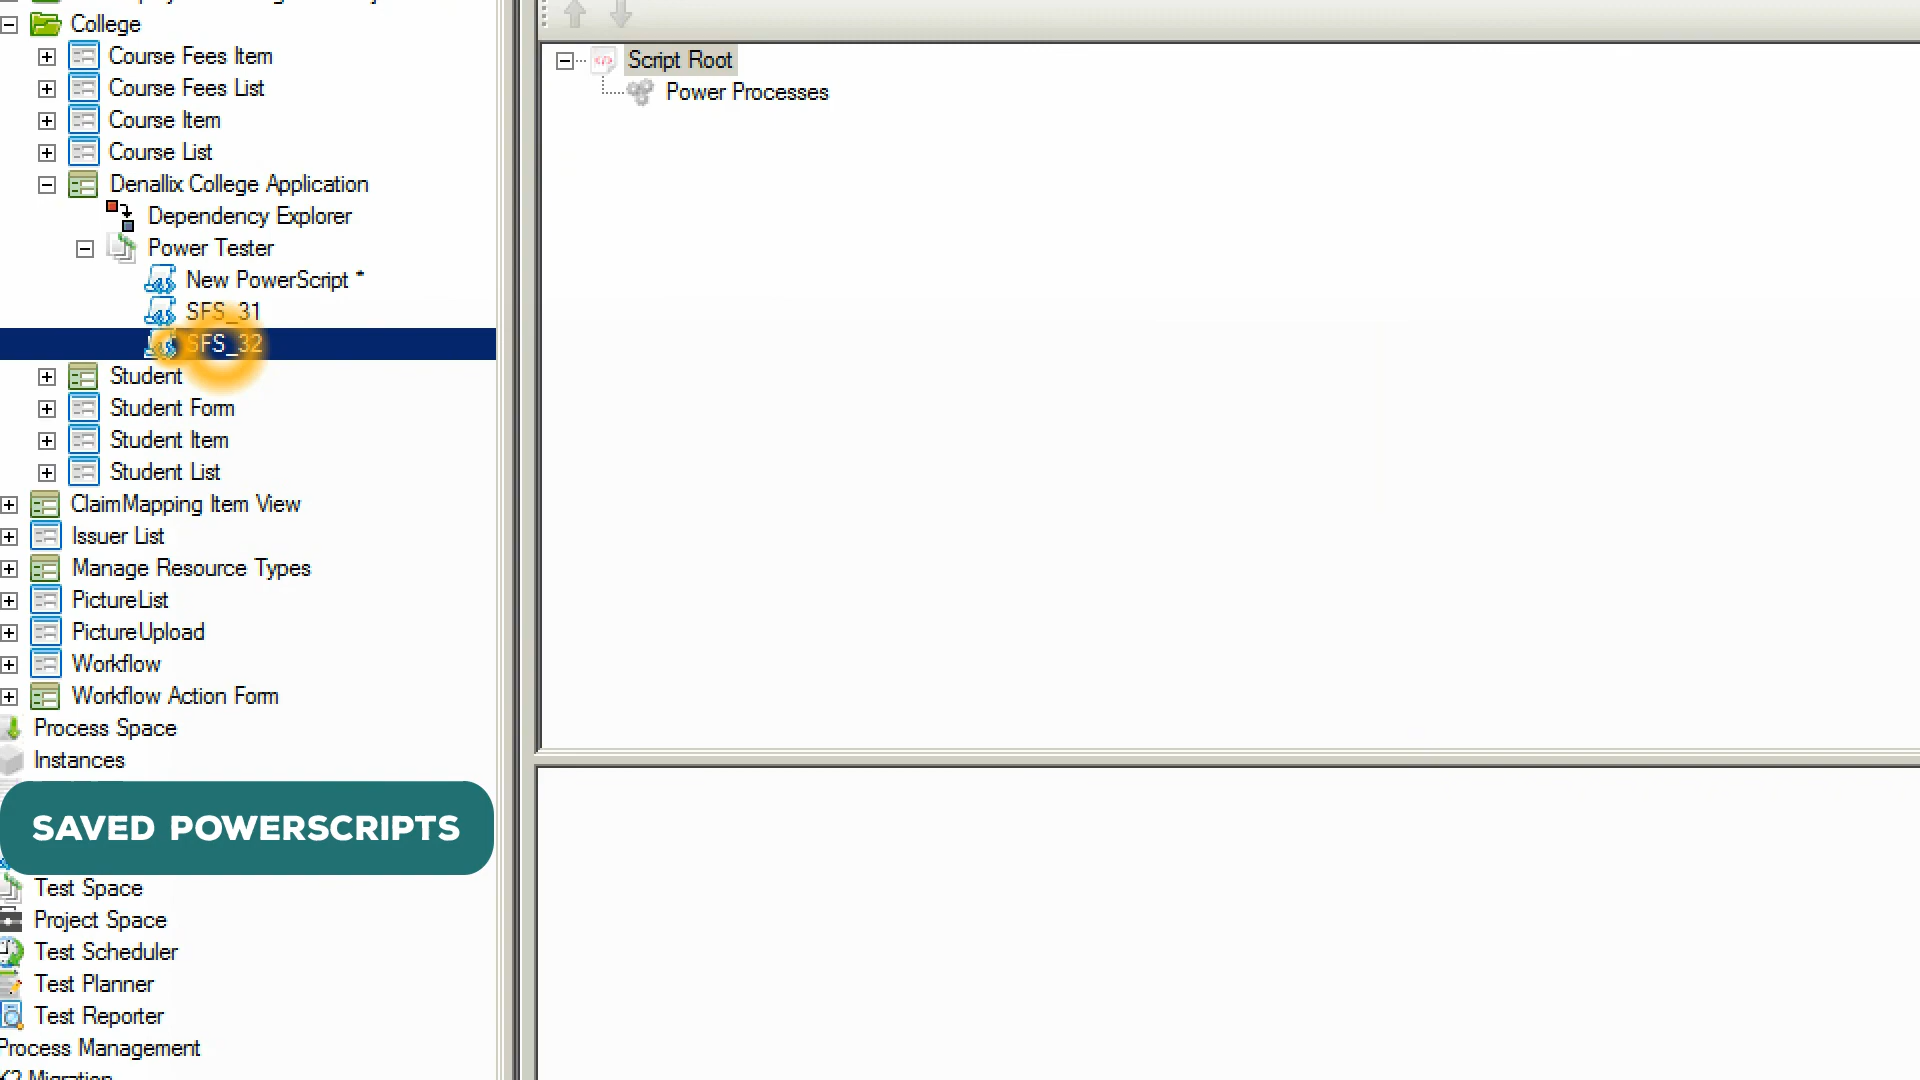 College
Course Fees Item
Course Fees List
Course Item
Course List
Denallix College Application
Dependency Explorer
Power Tester
New PowerScript *
SFS_31
SFS_32
Student
Student Form
Student Item
Student List
ClaimMapping Item View
Issuer List
Manage Resource Types
PictureList
PictureUpload
Workflow
Workflow Action Form
Process Space
Instances
SAVED POWERSCRIPTS
Test Space
Project Space
Test Scheduler
Test Planner
Test Reporter
Process Management
K2 Migration
Script Root
Power Processes